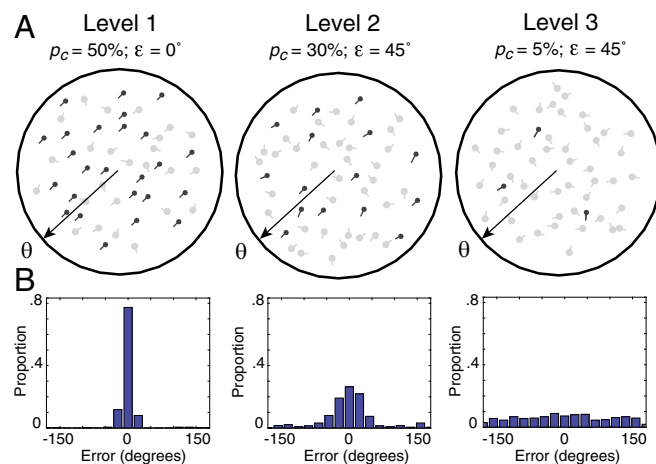 A
Level 1
Level 2
Level 3
p_c = 50%; ε = 0°
p_c = 30%; ε = 45°
p_c = 5%; ε = 45°
θ
θ
θ
B
.8
.4
0
Proportion
-150
0
150
Error (degrees)
.8
.4
0
Proportion
-150
0
150
Error (degrees)
.8
.4
0
Proportion
-150
0
150
Error (degrees)